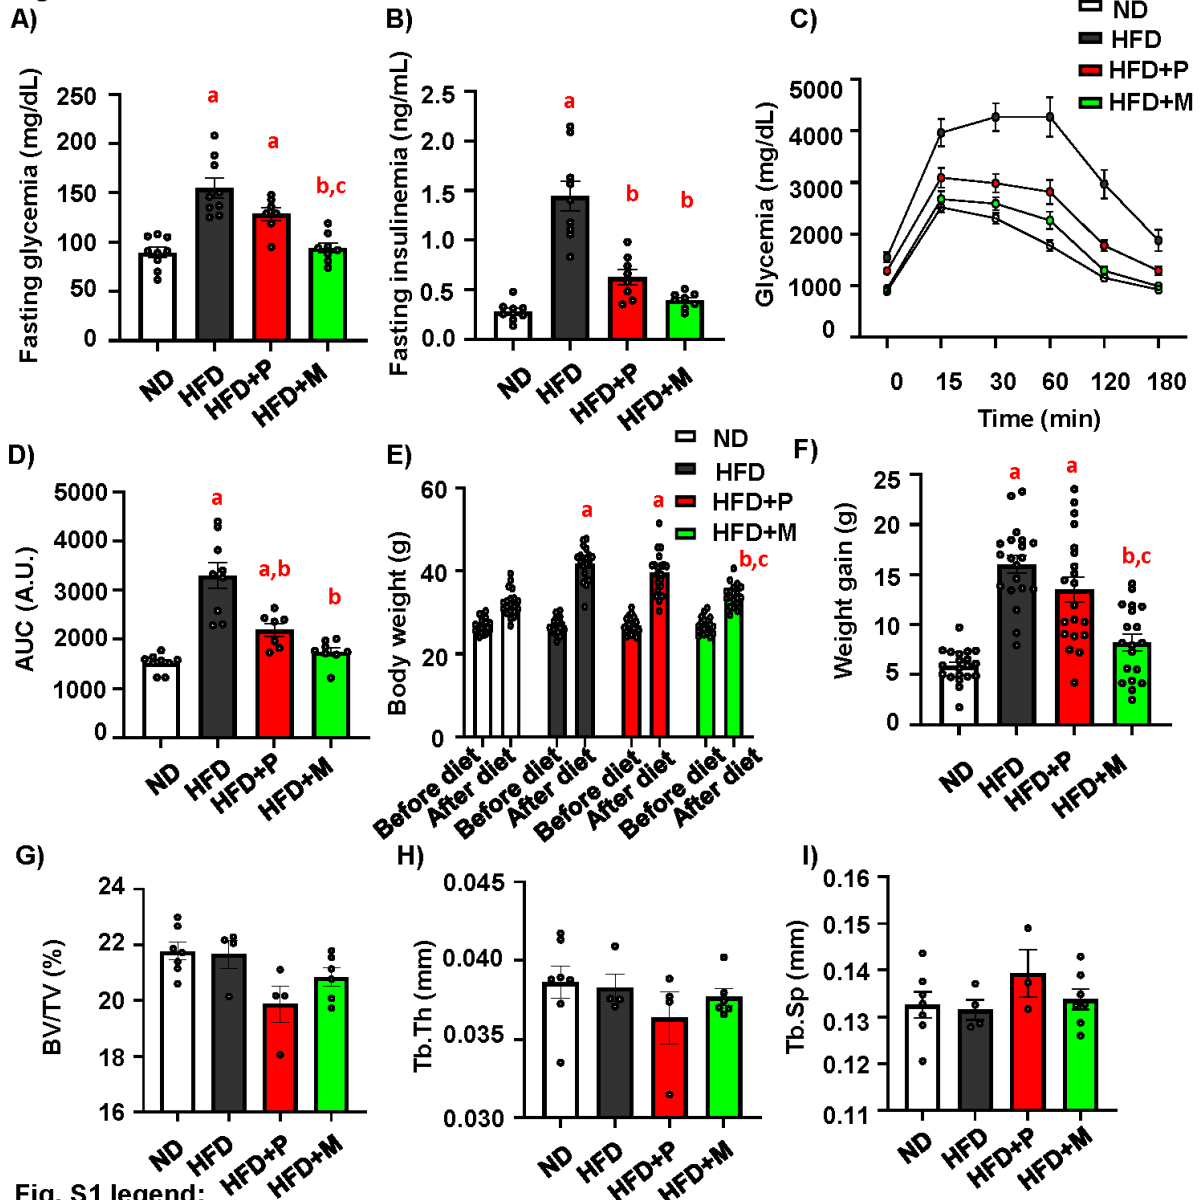 A)
Fasting glycemia (mg/dL)
250
200
150
100
50
0
a
a
b,c
ND
HFD
HFD+P
HFD+M
B)
Fasting insulinemia (ng/mL)
2.5
2.0
1.5
1.0
0.5
0.0
a
b
b
ND
HFD
HFD+P
HFD+M
C)
ND
HFD
HFD+P
HFD+M
Glycemia (mg/dL)
5000
4000
3000
2000
1000
0
0 15 30 60 120 180
Time (min)
D)
AUC (A.U.)
5000
4000
3000
2000
1000
0
a
a,b
b
ND
HFD
HFD+P
HFD+M
E)
ND
HFD
HFD+P
HFD+M
Body weight (g)
60
40
20
0
a
a
b,c
Before diet
After diet
Before diet
After diet
Before diet
After diet
Before diet
After diet
F)
Weight gain (g)
25
20
15
10
5
0
a
a
b,c
ND
HFD
HFD+P
HFD+M
G)
BV/TV (%)
24
22
20
18
16
ND
HFD
HFD+P
HFD+M
H)
Tb.Th (mm)
0.045
0.040
0.035
0.030
ND
HFD
HFD+P
HFD+M
I)
Tb.Sp (mm)
0.16
0.15
0.14
0.13
0.12
0.11
ND
HFD
HFD+P
HFD+M
Fig. S1 legend: